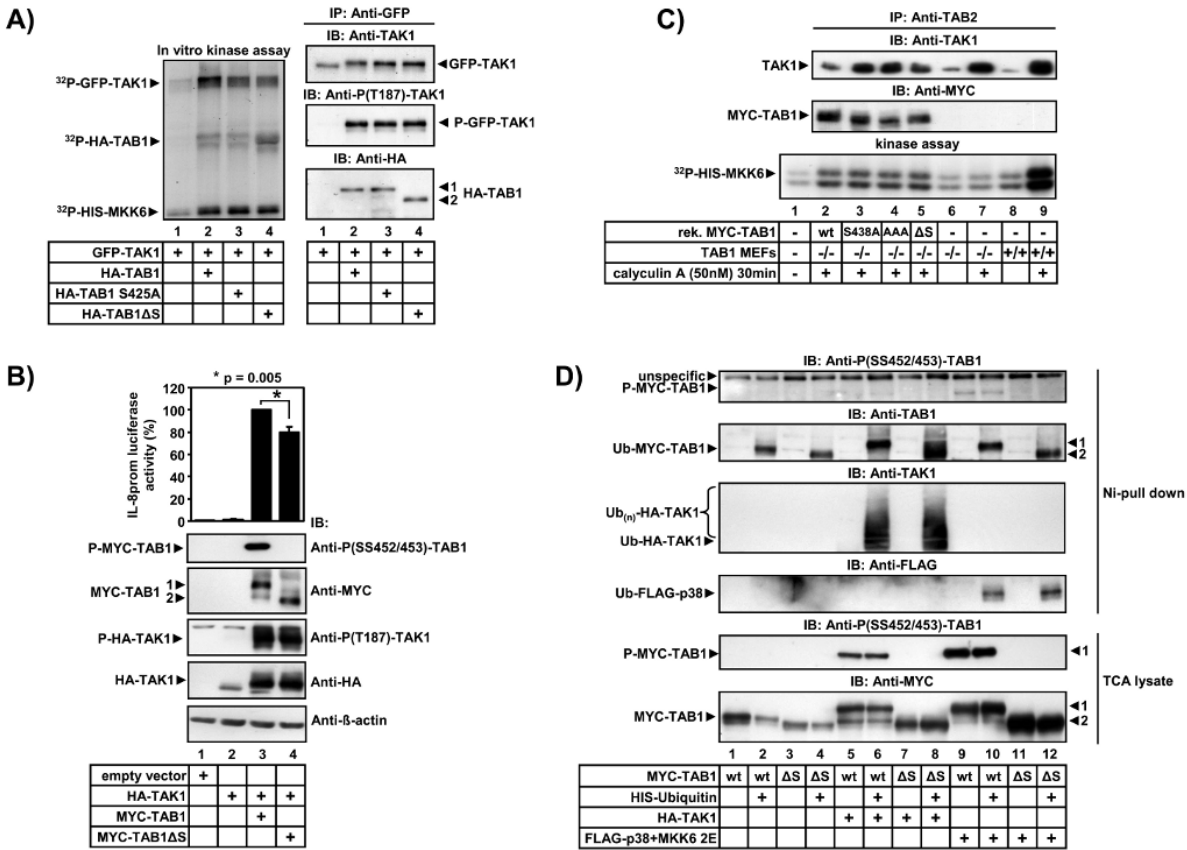 A)
In vitro kinase assay
32P-GFP-TAK1
32P-HA-TAB1
32P-HIS-MKK6
1 2 3 4
GFP-TAK1 + + + +
HA-TAB1 +
HA-TAB1 S425A +
HA-TAB1ΔS +
IP: Anti-GFP
IB: Anti-TAK1
GFP-TAK1
IB: Anti-P(T187)-TAK1
P-GFP-TAK1
IB: Anti-HA
1
2
HA-TAB1
1 2 3 4
+ + + +
+
+
+
B)
* p = 0.005
*
IL-8prom luciferase
activity (%)
120
100
80
60
40
20
0
IB:
P-MYC-TAB1 Anti-P(SS452/453)-TAB1
MYC-TAB1 1 2 Anti-MYC
P-HA-TAK1 Anti-P(T187)-TAK1
HA-TAK1 Anti-HA
Anti-ß-actin
1 2 3 4
empty vector +
HA-TAK1 + + +
MYC-TAB1 +
MYC-TAB1ΔS +
C)
IP: Anti-TAB2
IB: Anti-TAK1
TAK1
IB: Anti-MYC
MYC-TAB1
kinase assay
32P-HIS-MKK6
1 2 3 4 5 6 7 8 9
rek. MYC-TAB1 - wt S438A AAA ΔS - - - -
TAB1 MEFs - -/- -/- -/- -/- -/- -/- +/+ +/+
calyculin A (50nM) 30min - + + + + + +
D)
IB: Anti-P(SS452/453)-TAB1
unspecific
P-MYC-TAB1
IB: Anti-TAB1
Ub-MYC-TAB1 1
2
IB: Anti-TAK1
Ub(n)-HA-TAK1
Ub-HA-TAK1
IB: Anti-FLAG
Ub-FLAG-p38
Ni-pull down
IB: Anti-P(SS452/453)-TAB1
P-MYC-TAB1 1
IB: Anti-MYC
MYC-TAB1 1
2
TCA lysate
1 2 3 4 5 6 7 8 9 10 11 12
MYC-TAB1 wt wt ΔS ΔS wt wt ΔS ΔS wt wt ΔS ΔS
HIS-Ubiquitin + + + + + +
HA-TAK1 + + + +
FLAG-p38+MKK6 2E + + + +